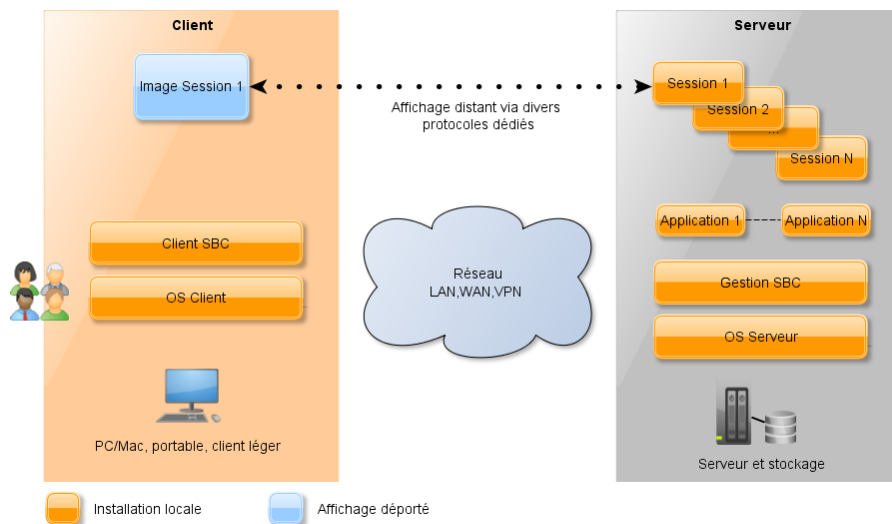 Client
Image Session 1
Affichage distant via divers
protocoles dédiés
Client SBC
OS Client
PC/Mac, portable, client léger
Réseau
LAN,WAN,VPN
Serveur
Session 1
Session 2
Session N
Application 1
Application N
Gestion SBC
OS Serveur
Serveur et stockage
Installation locale
Affichage déporté